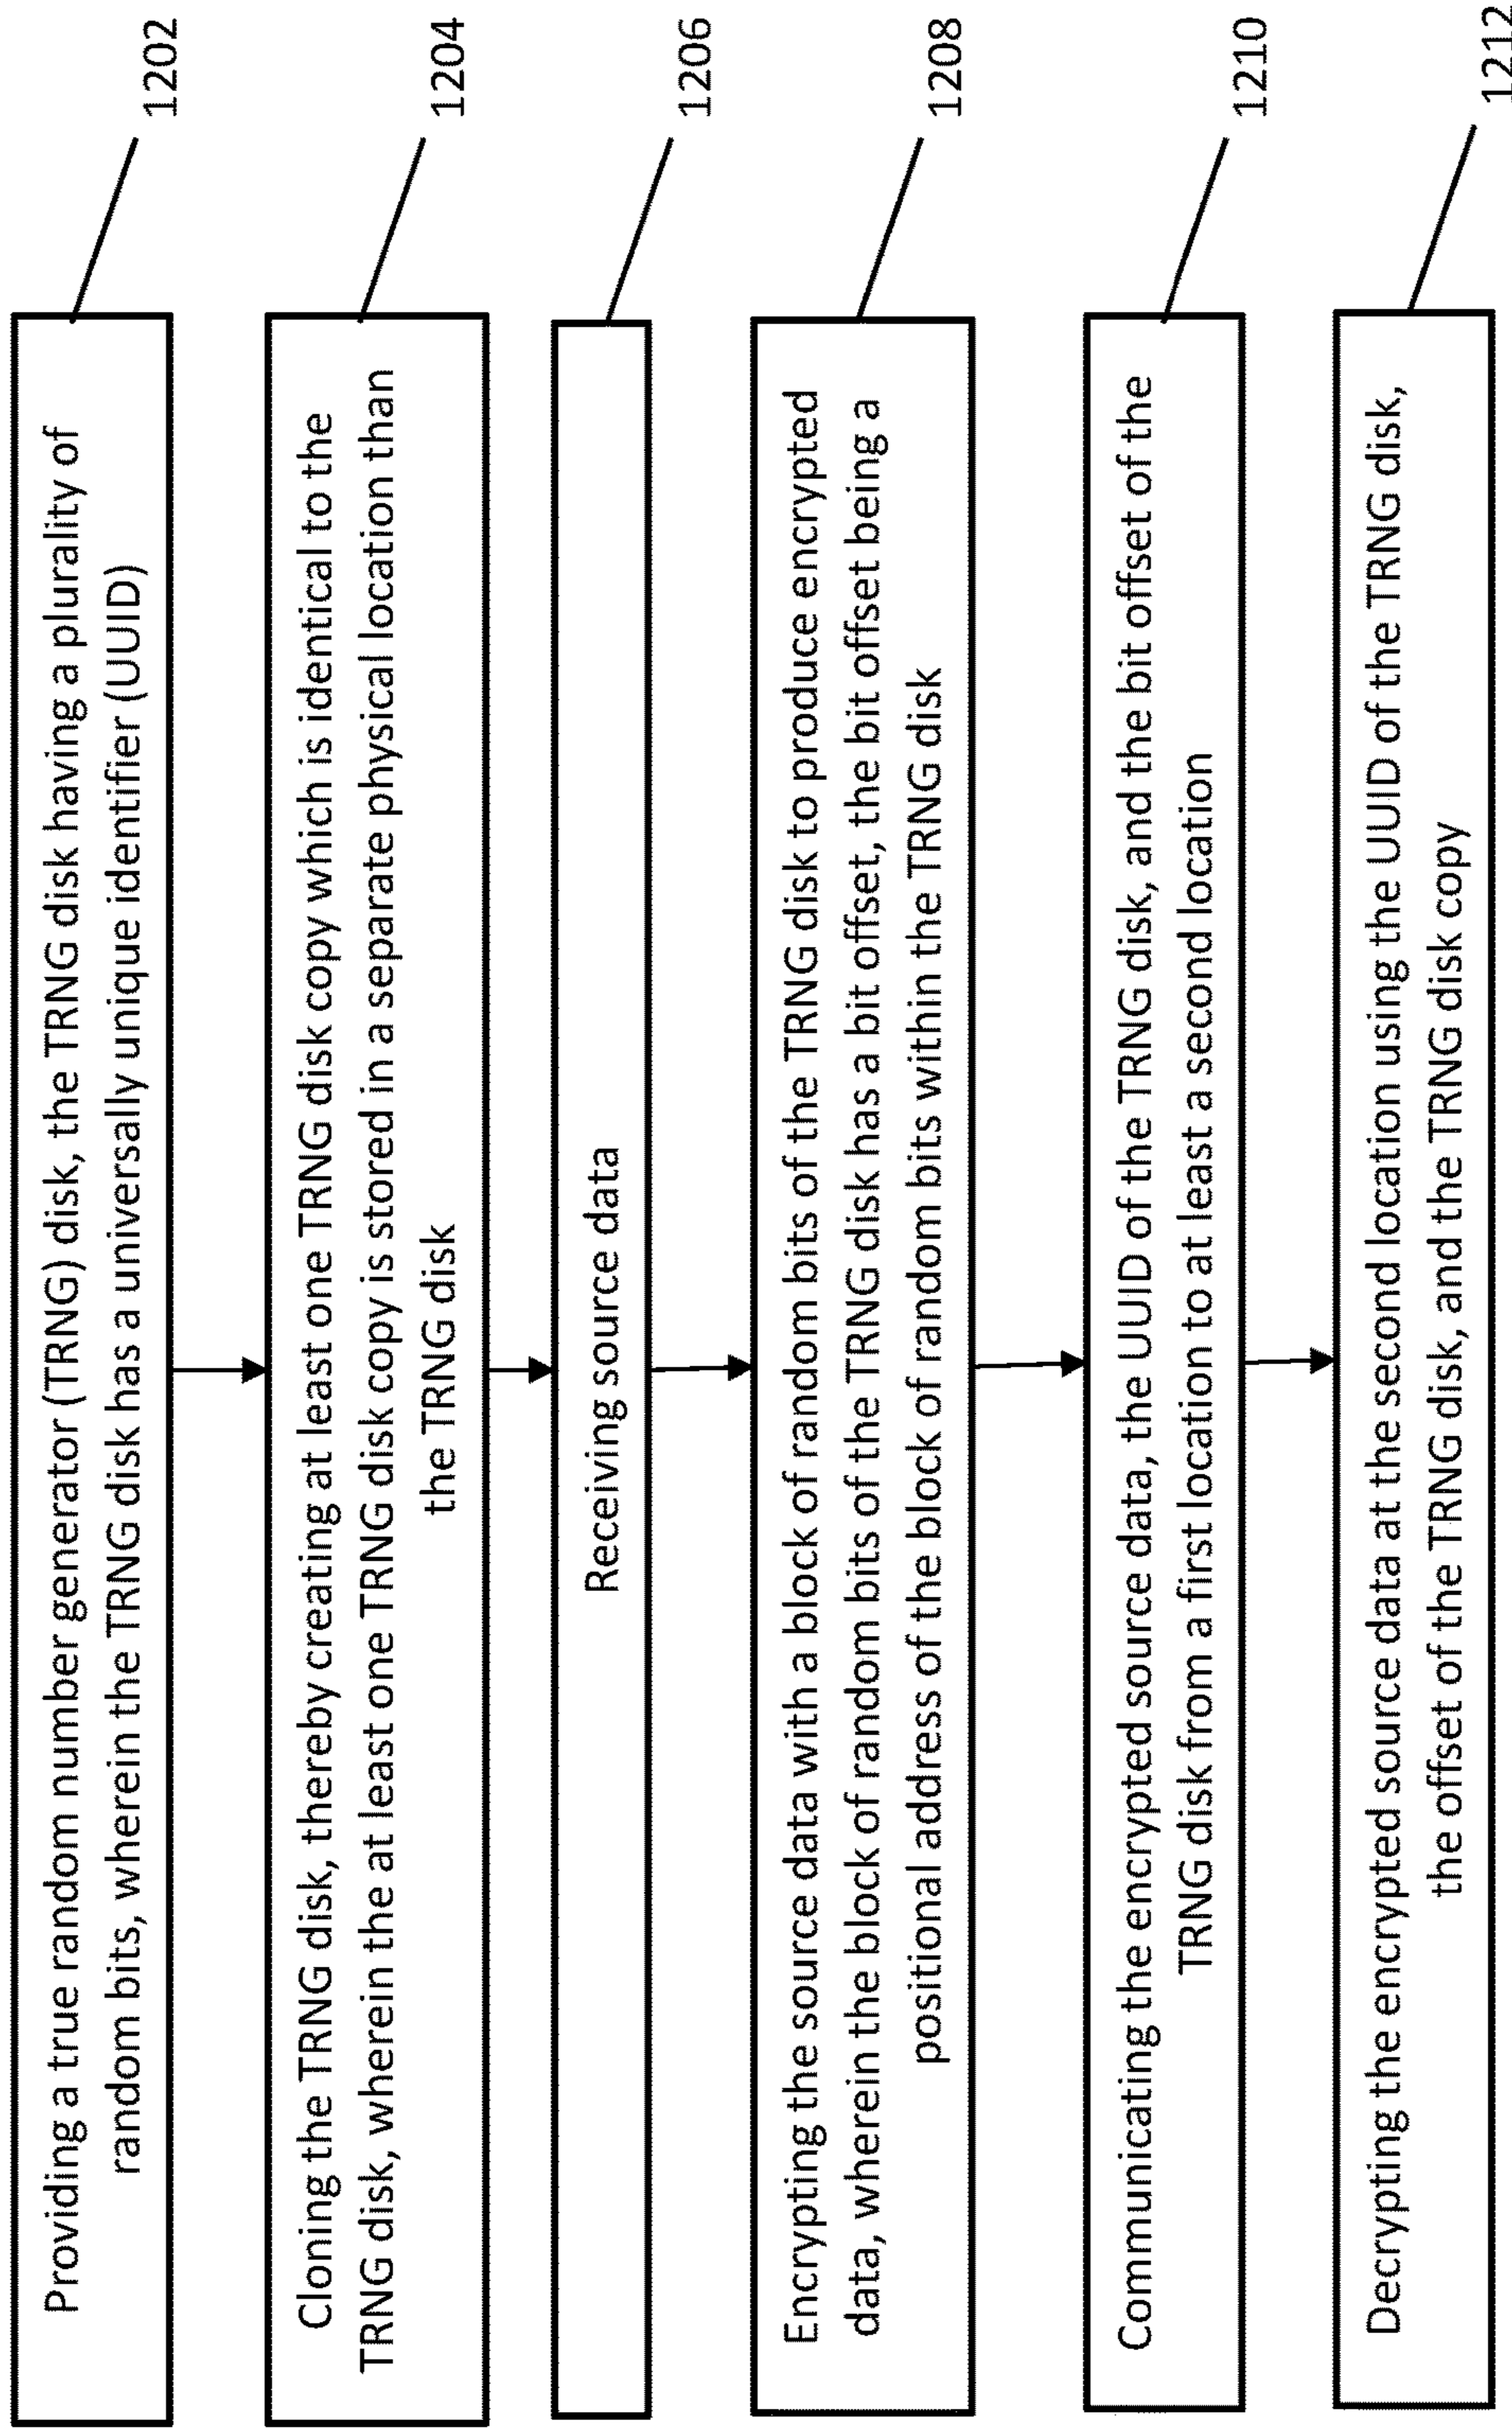 Providing a true random number generator (TRNG) disk, the TRNG disk having a plurality of
random bits, wherein the TRNG disk has a universally unique identifier (UUID)
1202
Cloning the TRNG disk, thereby creating at least one TRNG disk copy which is identical to the
TRNG disk, wherein the at least one TRNG disk copy is stored in a separate physical location than
the TRNG disk
1204
Receiving source data
1206
Encrypting the source data with a block of random bits of the TRNG disk to produce encrypted
data, wherein the block of random bits of the TRNG disk has a bit offset, the bit offset being a
positional address of the block of random bits within the TRNG disk
1208
Communicating the encrypted source data, the UUID of the TRNG disk, and the bit offset of the
TRNG disk from a first location to at least a second location
1210
Decrypting the encrypted source data at the second location using the UUID of the TRNG disk,
the offset of the TRNG disk, and the TRNG disk copy
1212